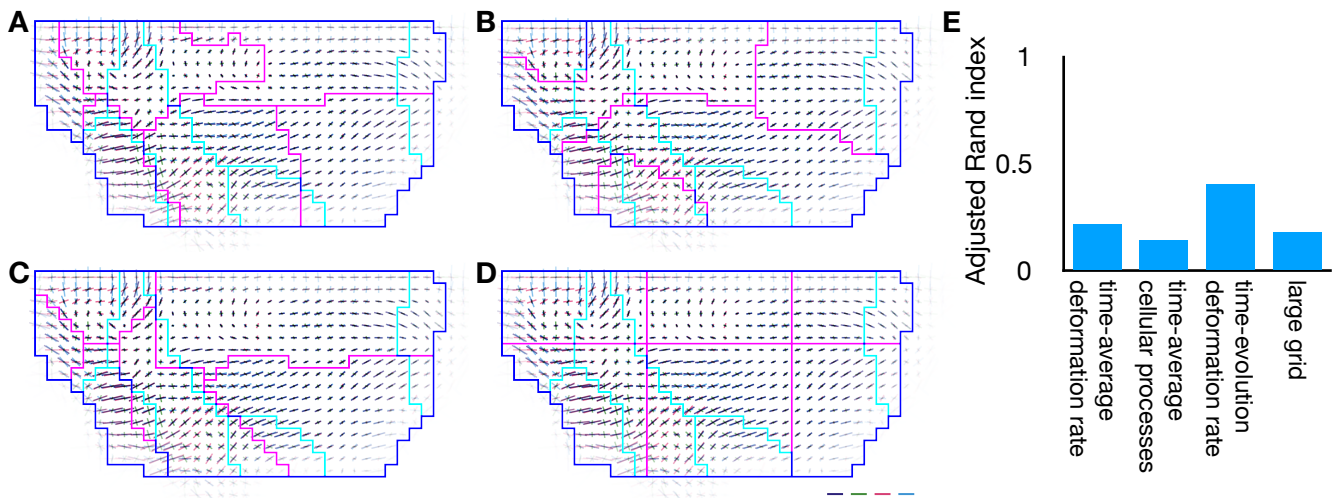 A
B
C
D
E
Adjusted Rand index
1
0.5
0
time-average
deformation rate
time-average
cellular processes
time-evolution
deformation rate
large grid